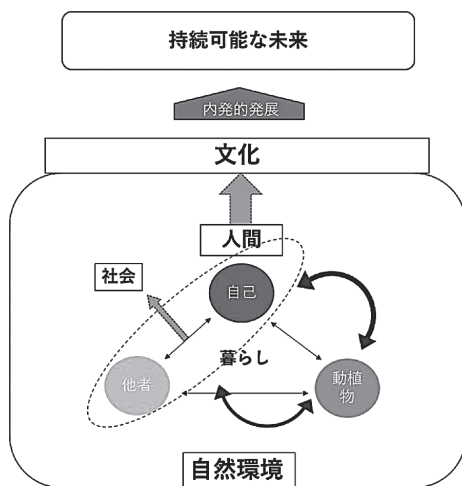 持続可能な未来
内発的発展
文化
人間
社会
自己
暮らし
他者
動植
物
自然環境